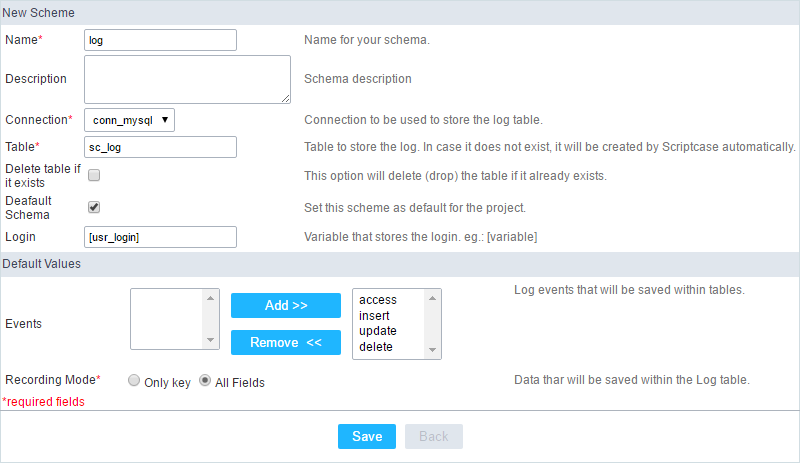 New Scheme
Name* log Name for your schema.
Description Schema description
Connection* conn_mysql Connection to be used to store the log table.
Table* sc_log Table to store the log. In case it does not exist, it will be created by Scriptcase automatically.
Delete table if
it exists This option will delete (drop) the table if it already exists.
Deafault
Schema Set this scheme as default for the project.
Login [usr_login] Variable that stores the login. eg.: [variable]
Default Values
Events Add >> Remove << Log events that will be saved within tables.
access
insert
update
delete
Recording Mode* Only key All Fields Data thar will be saved within the Log table.
*required fields
Save Back